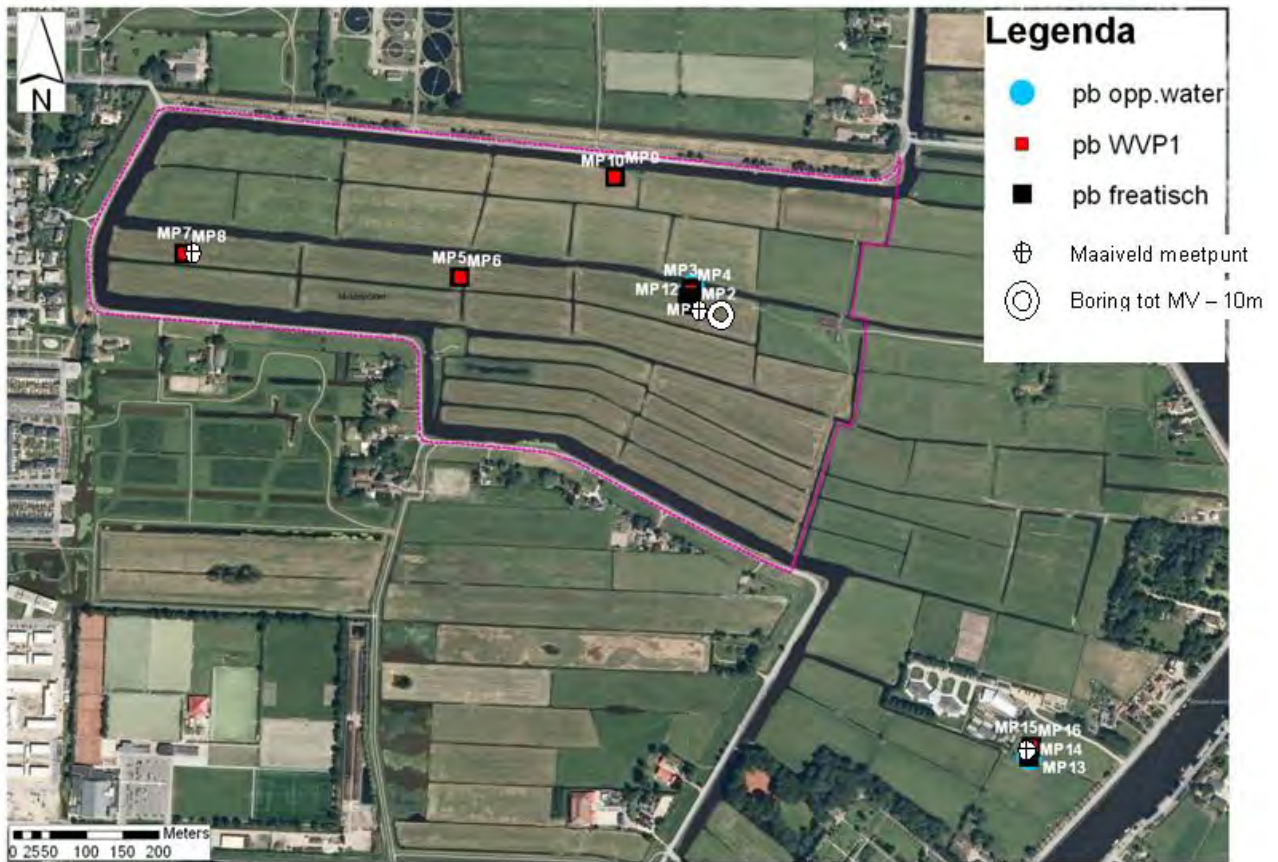 N
Legenda
pb opp.water
pb WVP1
pb freatisch
Maaiveld meetpunt
Boring tot MV – 10m
MP10 MP9
MP7 MP8
MP5 MP6
MP3 MP4
MP12 MP2
MP15 MP16
MP14
MP13
Meters
0 25 50 100 150 200